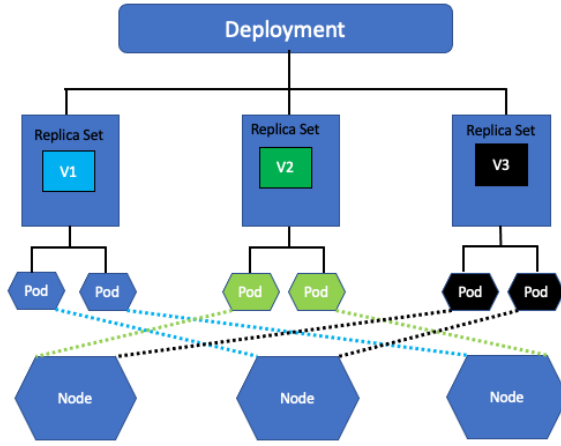 Deployment
Replica Set
V1
Replica Set
V2
Replica Set
V3
Pod
Pod
Pod
Pod
Pod
Pod
Node
Node
Node